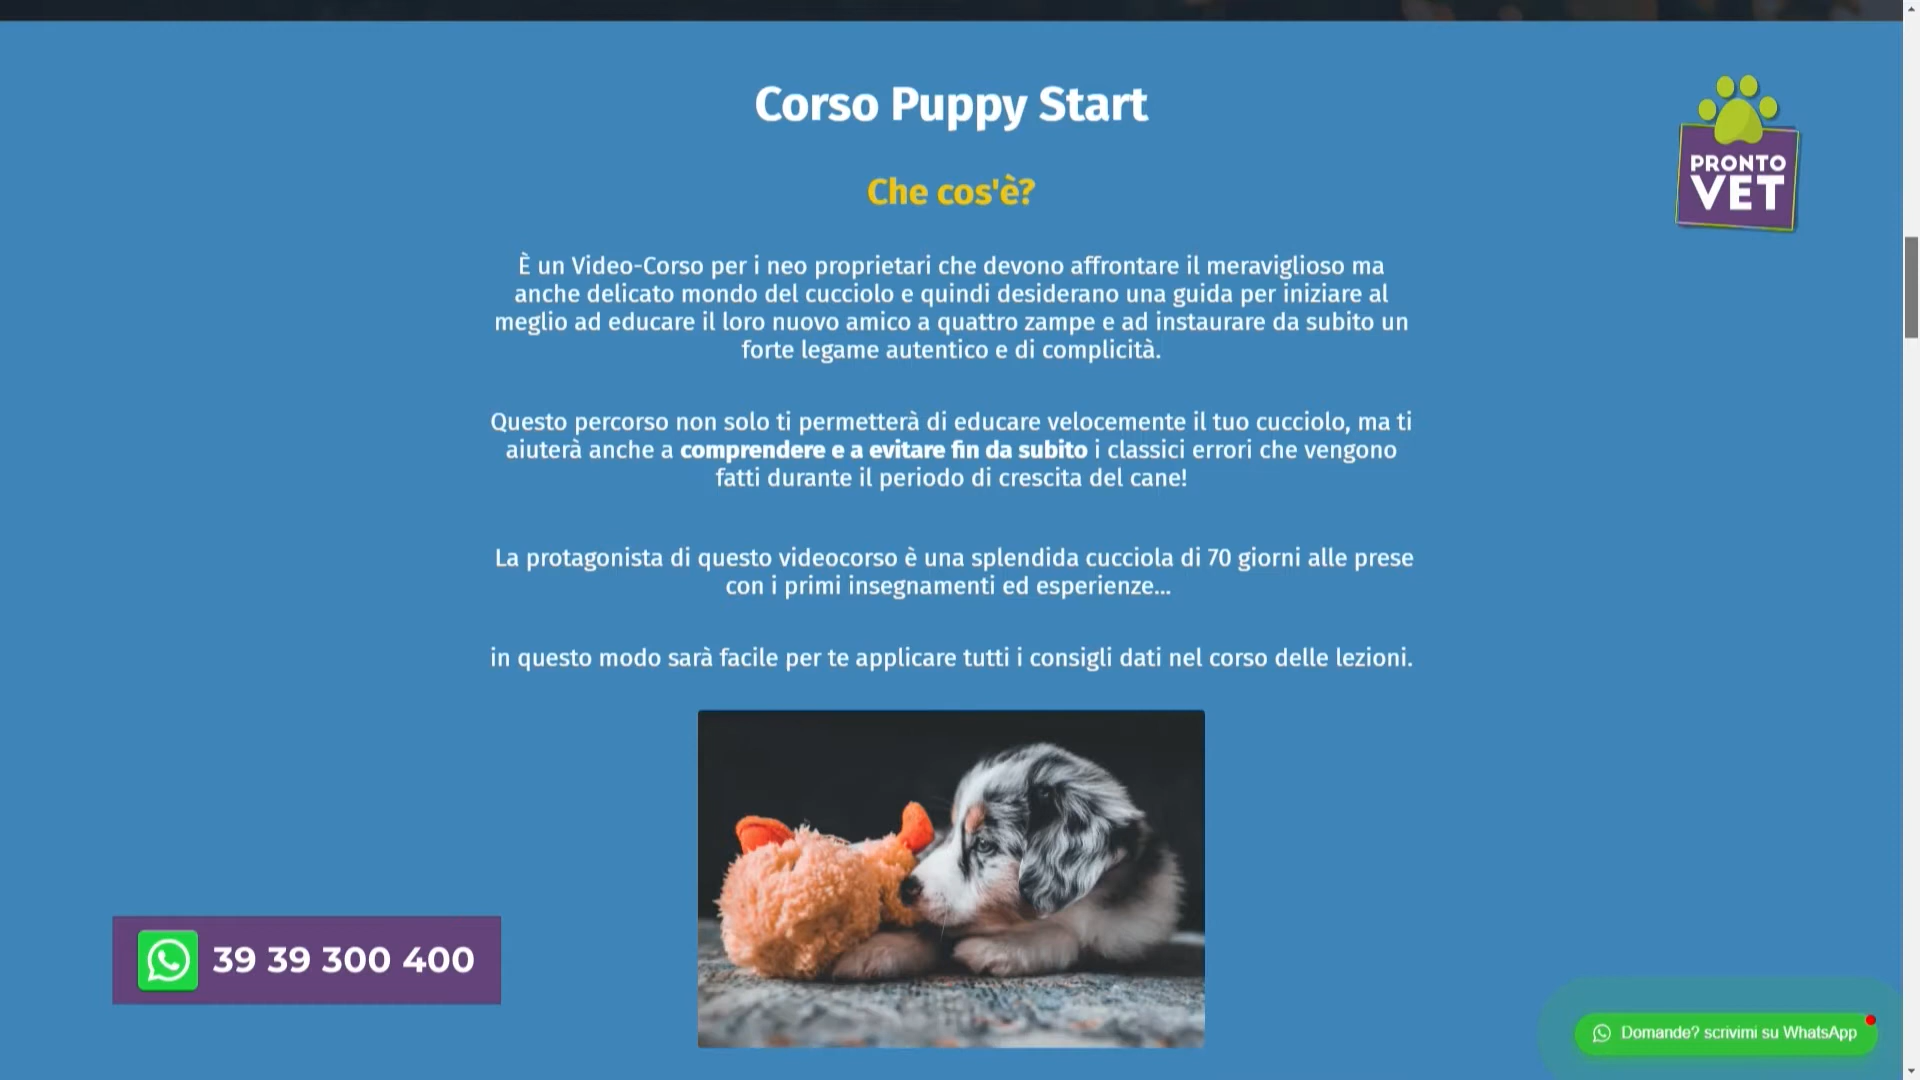 Corso Puppy Start
PRONTO
VET
Che cos'è?
È un Video-Corso per i neo proprietari che devono affrontare il meraviglioso ma
anche delicato mondo del cucciolo e quindi desiderano una guida per iniziare al
meglio ad educare il loro nuovo amico a quattro zampe e ad instaurare da subito un
forte legame autentico e di complicità.
Questo percorso non solo ti permetterà di educare velocemente il tuo cucciolo, ma ti
aiuterà anche a comprendere e a evitare fin da subito i classici errori che vengono
fatti durante il periodo di crescita del cane!
La protagonista di questo videocorso è una splendida cucciola di 70 giorni alle prese
con i primi insegnamenti ed esperienze...
in questo modo sarà facile per te applicare tutti i consigli dati nel corso delle lezioni.
39 39 300 400
Domande? scrivimi su WhatsApp